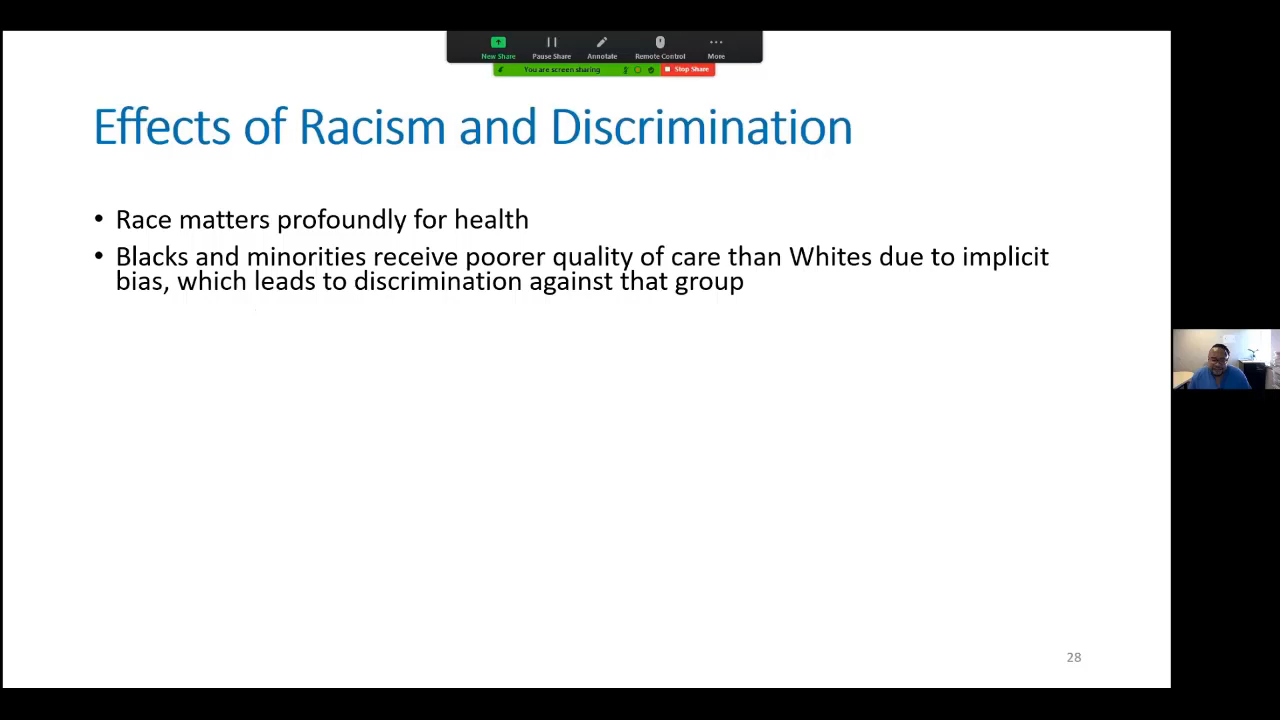 New Share Pause Share Annotate Remote Control More
You are screen sharing Stop Share
Effects of Racism and Discrimination
• Race matters profoundly for health
• Blacks and minorities receive poorer quality of care than Whites due to implicit
bias, which leads to discrimination against that group
28